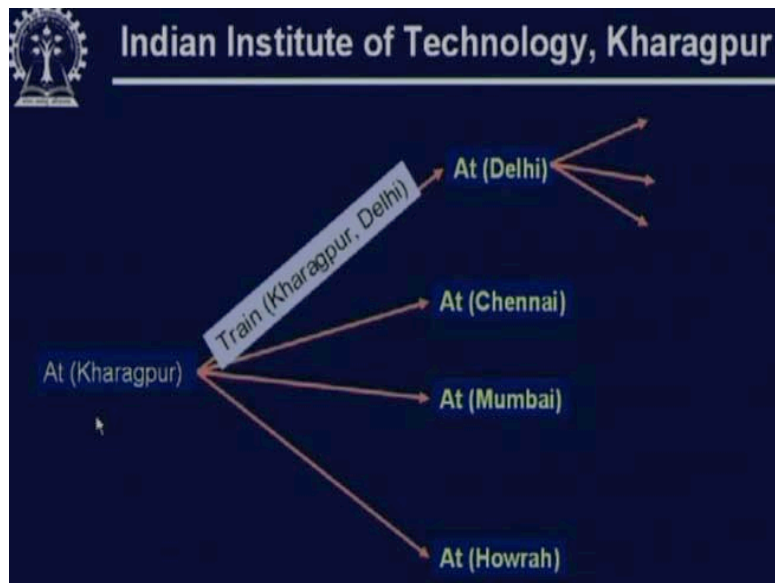 Indian Institute of Technology, Kharagpur
At (Delhi)
Train (Kharagpur, Delhi)
At (Chennai)
At (Kharagpur)
At (Mumbai)
At (Howrah)